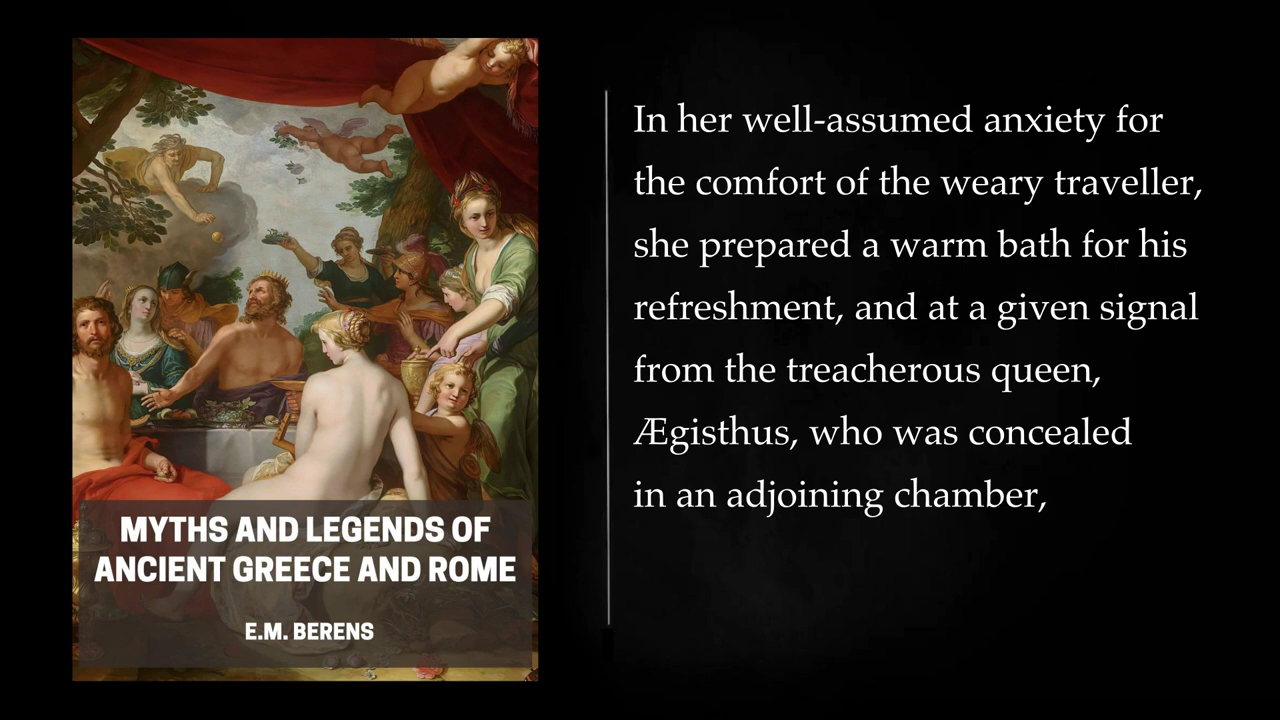 MYTHS AND LEGENDS OF
ANCIENT GREECE AND ROME
E.M. BERENS
In her well-assumed anxiety for
the comfort of the weary traveller,
she prepared a warm bath for his
refreshment, and at a given signal
from the treacherous queen,
Ægisthus, who was concealed
in an adjoining chamber,